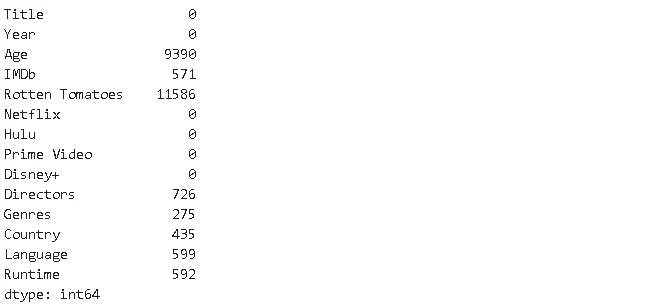 Title 0
Year 0
Age 9390
IMDb 571
Rotten Tomatoes 11586
Netflix 0
Hulu 0
Prime Video 0
Disney+ 0
Directors 726
Genres 275
Country 435
Language 599
Runtime 592
dtype: int64